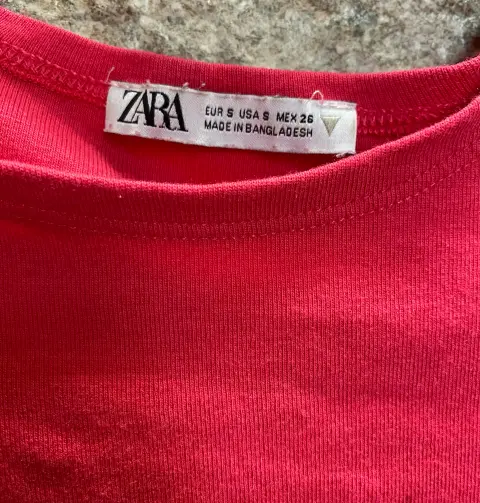 ZARA
EUR S USA S MEX 26
MADE IN BANGLADESH